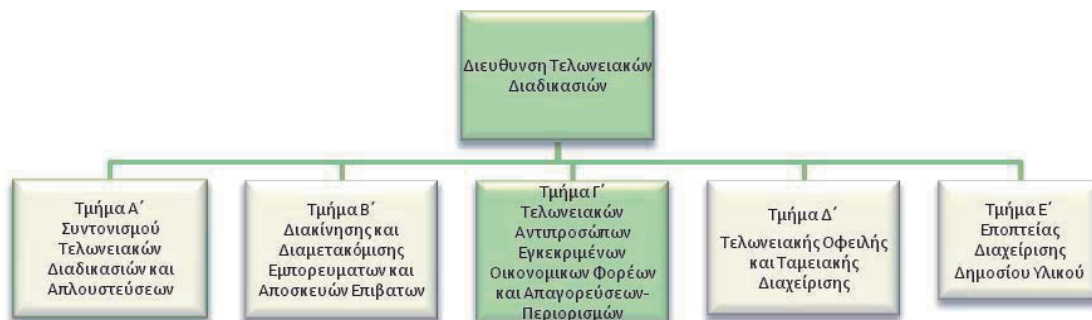 Διευθυνση Τελωνειακών
Διαδικασιών
Τμήμα Α΄
Συντονισμού
Τελωνειακών
Διαδικασιών και
Απλουστεύσεων
Τμήμα Β΄
Διακίνησης και
Διαμετακόμισης
Εμπορευματων και
Αποσκευών Επιβατων
Τμήμα Γ΄
Τελωνειακών
Αντιπροσώπων
Εγκεκριμένων
Οικονομικων Φορέων
και Απαγορεύσεων-
Περιορισμών
Τμήμα Δ΄
Τελωνειακής Οφειλής
και Ταμειακής
Διαχείρισης
Τμήμα Ε΄
Εποπτείας
Διαχείρισης
Δημοσίου Υλικού